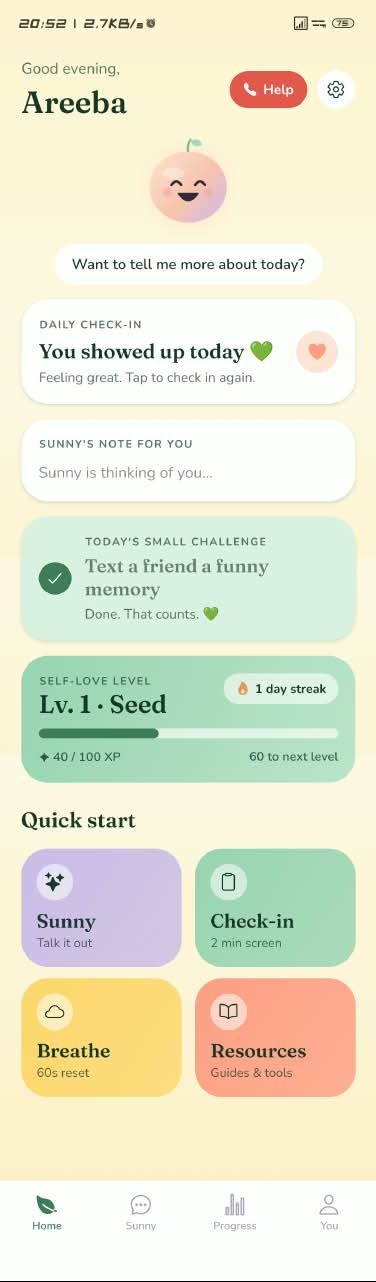 20:52 | 2.7KB/s
75
Good evening,
Areeba
Help
Want to tell me more about today?
DAILY CHECK-IN
You showed up today 💚
Feeling great. Tap to check in again.
SUNNY'S NOTE FOR YOU
Sunny is thinking of you...
TODAY'S SMALL CHALLENGE
Text a friend a funny
memory
Done. That counts. 💚
SELF-LOVE LEVEL
🔥 1 day streak
Lv. 1 · Seed
✦ 40 / 100 XP
60 to next level
Quick start
Sunny
Talk it out
Check-in
2 min screen
Breathe
60s reset
Resources
Guides & tools
Home
Sunny
Progress
You